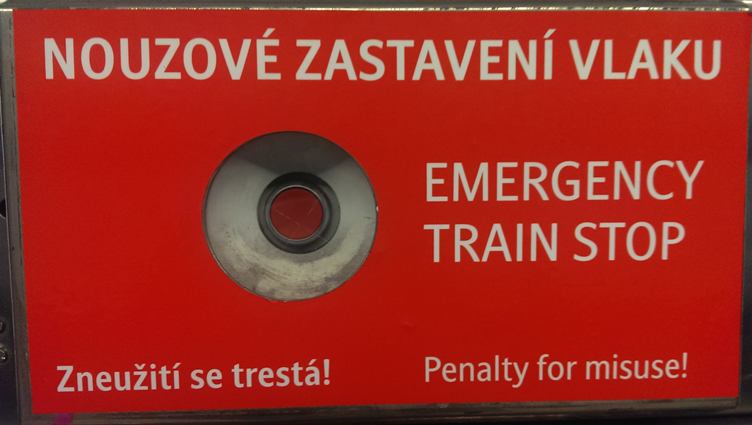 NOUZOVÉ ZASTAVENÍ VLAKU
EMERGENCY
TRAIN STOP
Zneužití se trestá!
Penalty for misuse!